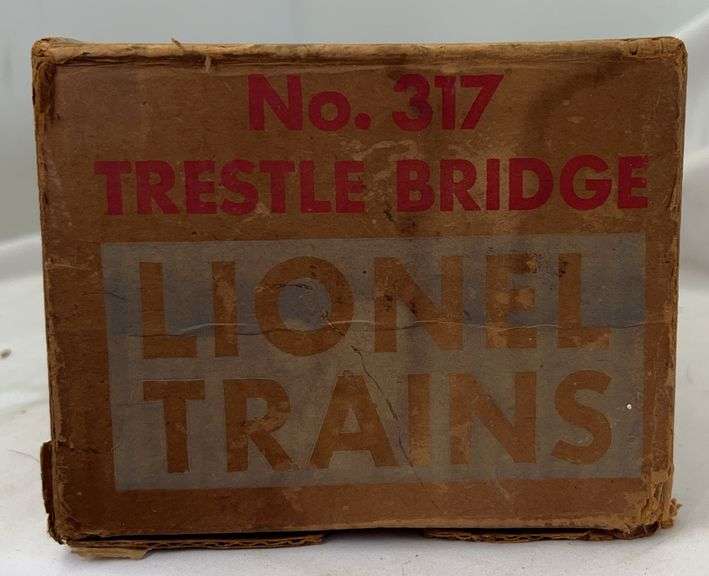 No. 317
TRESTLE BRIDGE
LIONEL
TRAINS